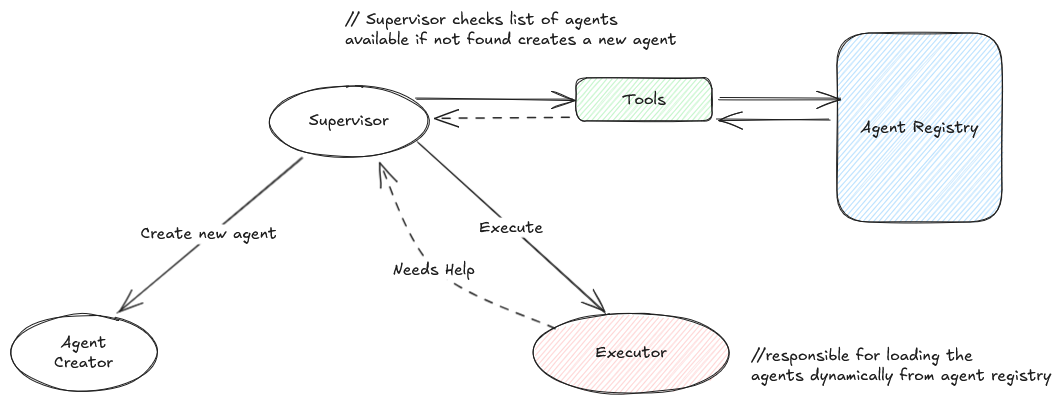 // Supervisor checks list of agents
available if not found creates a new agent
Tools
Supervisor
Agent Registry
Create new agent
Execute
Needs Help
Agent
Creator
Executor
//responsible for loading the
agents dynamically from agent registry